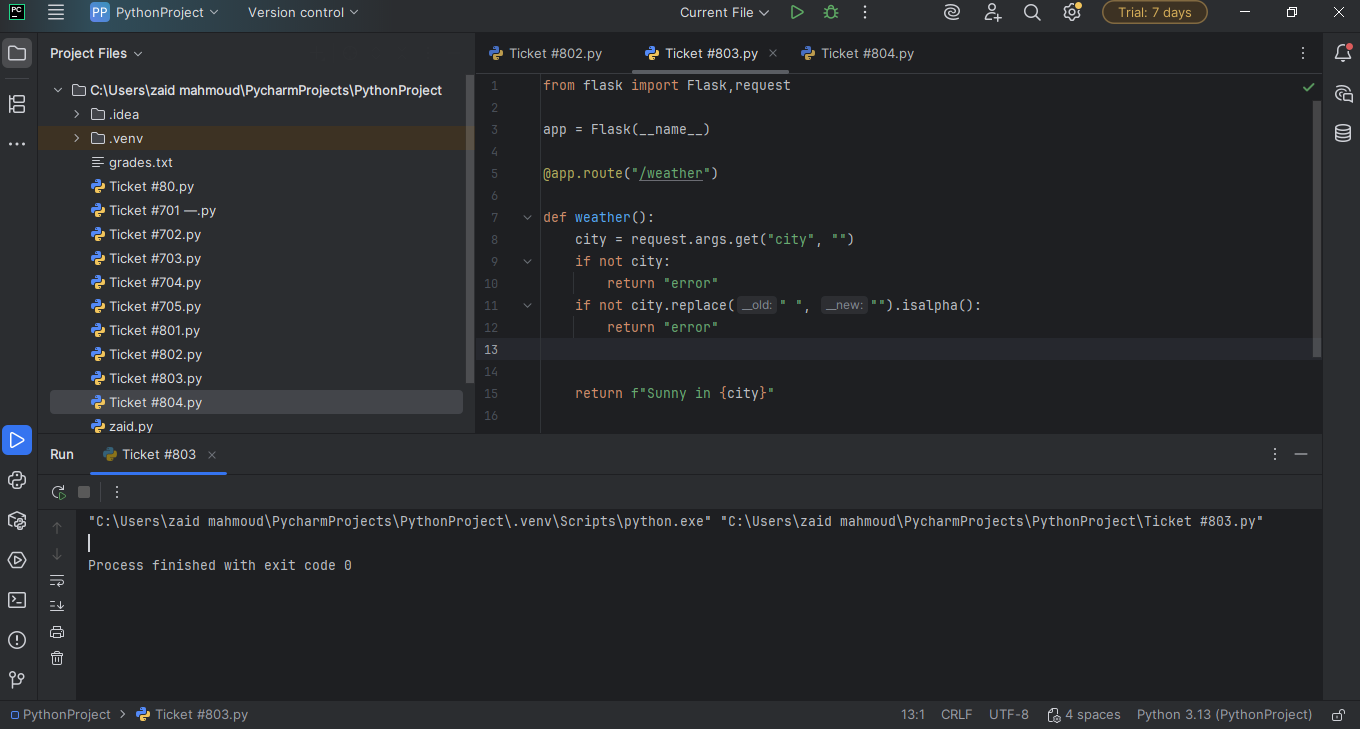 PC
PP PythonProject
Version control
Current File
Trial: 7 days
Project Files
Ticket #802.py
Ticket #803.py
Ticket #804.py
C:\Users\zaid mahmoud\PycharmProjects\PythonProject
.idea
.venv
grades.txt
Ticket #80.py
Ticket #701 —.py
Ticket #702.py
Ticket #703.py
Ticket #704.py
Ticket #705.py
Ticket #801.py
Ticket #802.py
Ticket #803.py
Ticket #804.py
zaid.py
1 from flask import Flask,request
2
3 app = Flask(__name__)
4
5 @app.route("/weather")
6
7 def weather():
8 city = request.args.get("city", "")
9 if not city:
10 return "error"
11 if not city.replace( __old: " ", __new: "").isalpha():
12 return "error"
13
14
15 return f"Sunny in {city}"
16
Run
Ticket #803
"C:\Users\zaid mahmoud\PycharmProjects\PythonProject\.venv\Scripts\python.exe" "C:\Users\zaid mahmoud\PycharmProjects\PythonProject\Ticket #803.py"
Process finished with exit code 0
PythonProject > Ticket #803.py
13:1 CRLF UTF-8 4 spaces Python 3.13 (PythonProject)